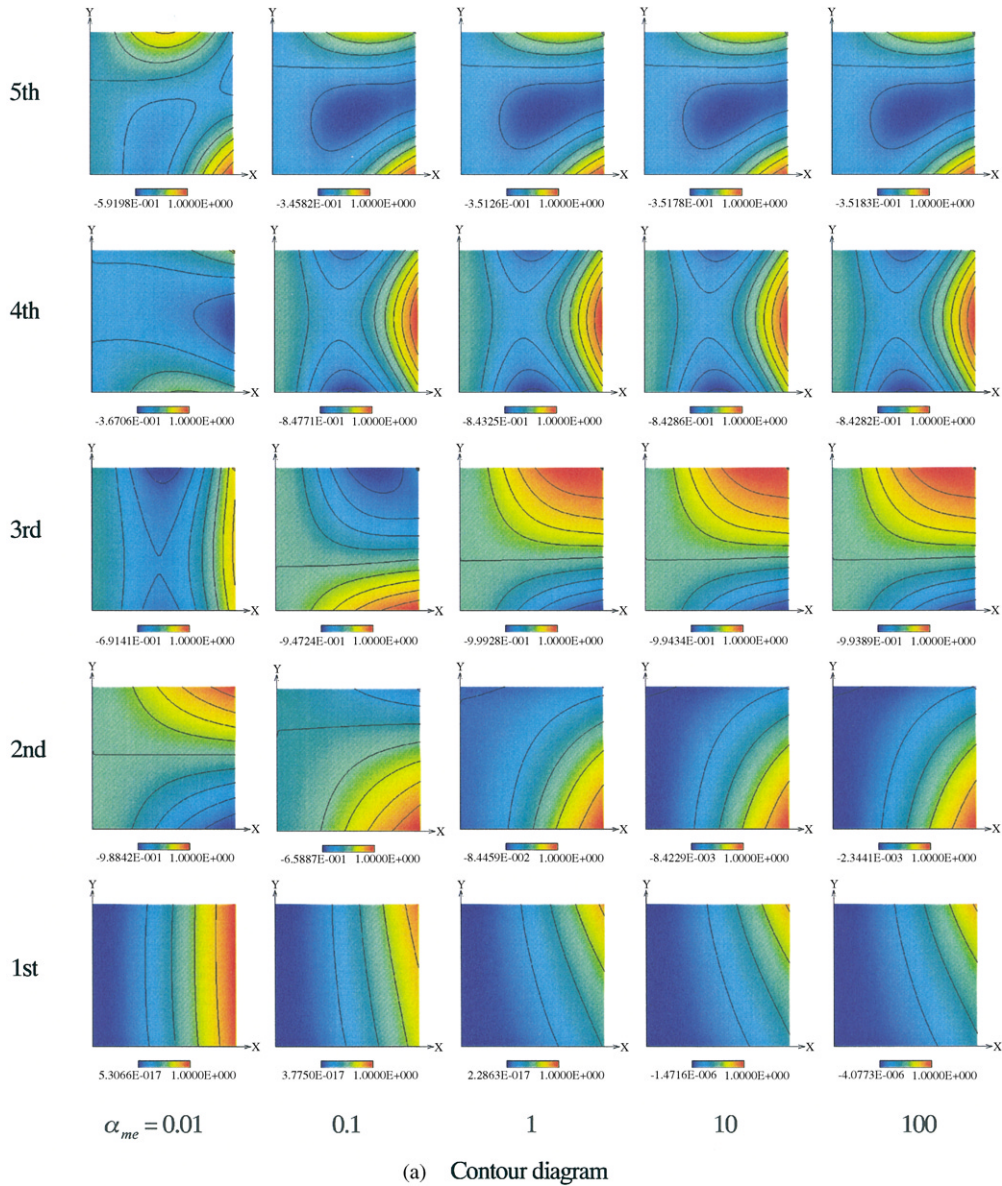 Y Y Y Y Y
5th
X X X X X
-5.9198E-001 1.0000E+000 -3.4582E-001 1.0000E+000 -3.5126E-001 1.0000E+000 -3.5178E-001 1.0000E+000 -3.5183E-001 1.0000E+000
Y Y Y Y Y
4th
X X X X X
-3.6706E-001 1.0000E+000 -8.4771E-001 1.0000E+000 -8.4325E-001 1.0000E+000 -8.4286E-001 1.0000E+000 -8.4282E-001 1.0000E+000
Y Y Y Y Y
3rd
X X X X X
-6.9141E-001 1.0000E+000 -9.4724E-001 1.0000E+000 -9.9928E-001 1.0000E+000 -9.9434E-001 1.0000E+000 -9.9389E-001 1.0000E+000
Y Y Y Y Y
2nd
X X X X X
-9.8842E-001 1.0000E+000 -6.5887E-001 1.0000E+000 -8.4459E-002 1.0000E+000 -8.4229E-003 1.0000E+000 -2.3441E-003 1.0000E+000
Y Y Y Y Y
1st
X X X X X
5.3066E-017 1.0000E+000 3.7750E-017 1.0000E+000 2.2863E-017 1.0000E+000 -1.4716E-006 1.0000E+000 -4.0773E-006 1.0000E+000
α_me = 0.01 0.1 1 10 100
(a) Contour diagram